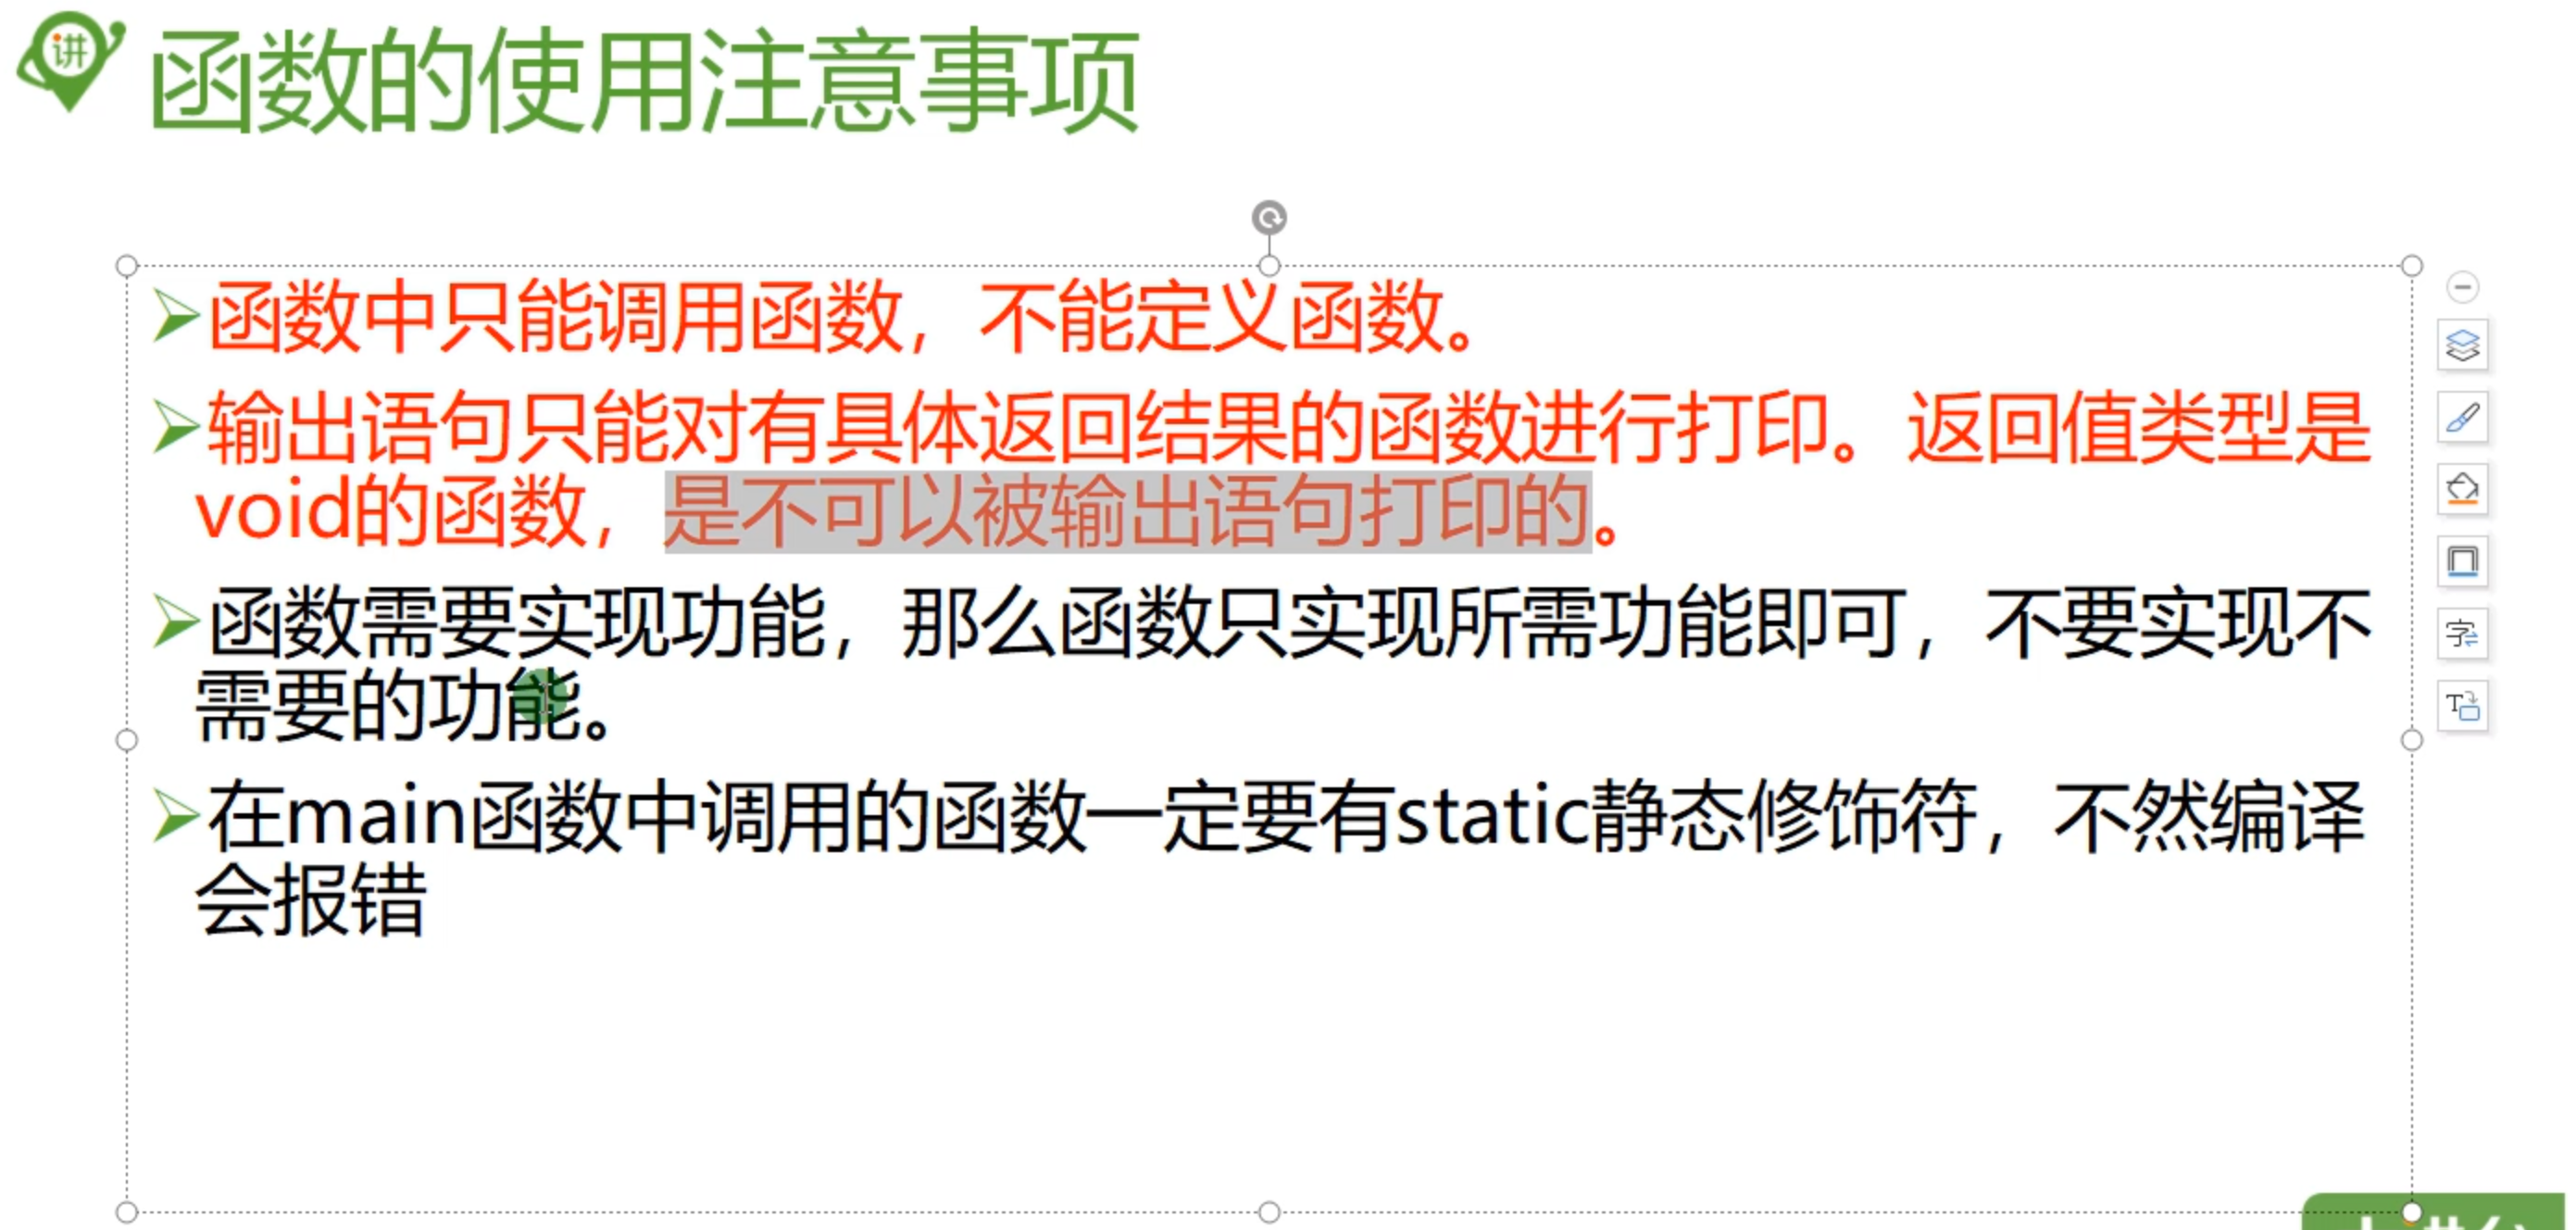 讲
函数的使用注意事项
函数中只能调用函数，不能定义函数。
输出语句只能对有具体返回结果的函数进行打印。返回值类型是
void的函数，是不可以被输出语句打印的。
函数需要实现功能，那么函数只实现所需功能即可，不要实现不
需要的功能。
在main函数中调用的函数一定要有static静态修饰符，不然编译
会报错
字
T